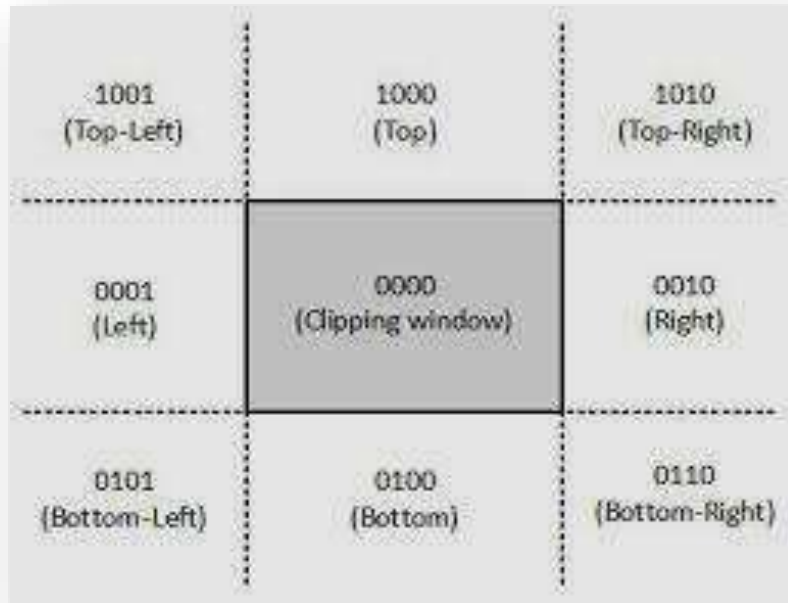 1001
(Top-Left)
1000
(Top)
1010
(Top-Right)
0001
(Left)
0000
(Clipping window)
0010
(Right)
0101
(Bottom-Left)
0100
(Bottom)
0110
(Bottom-Right)